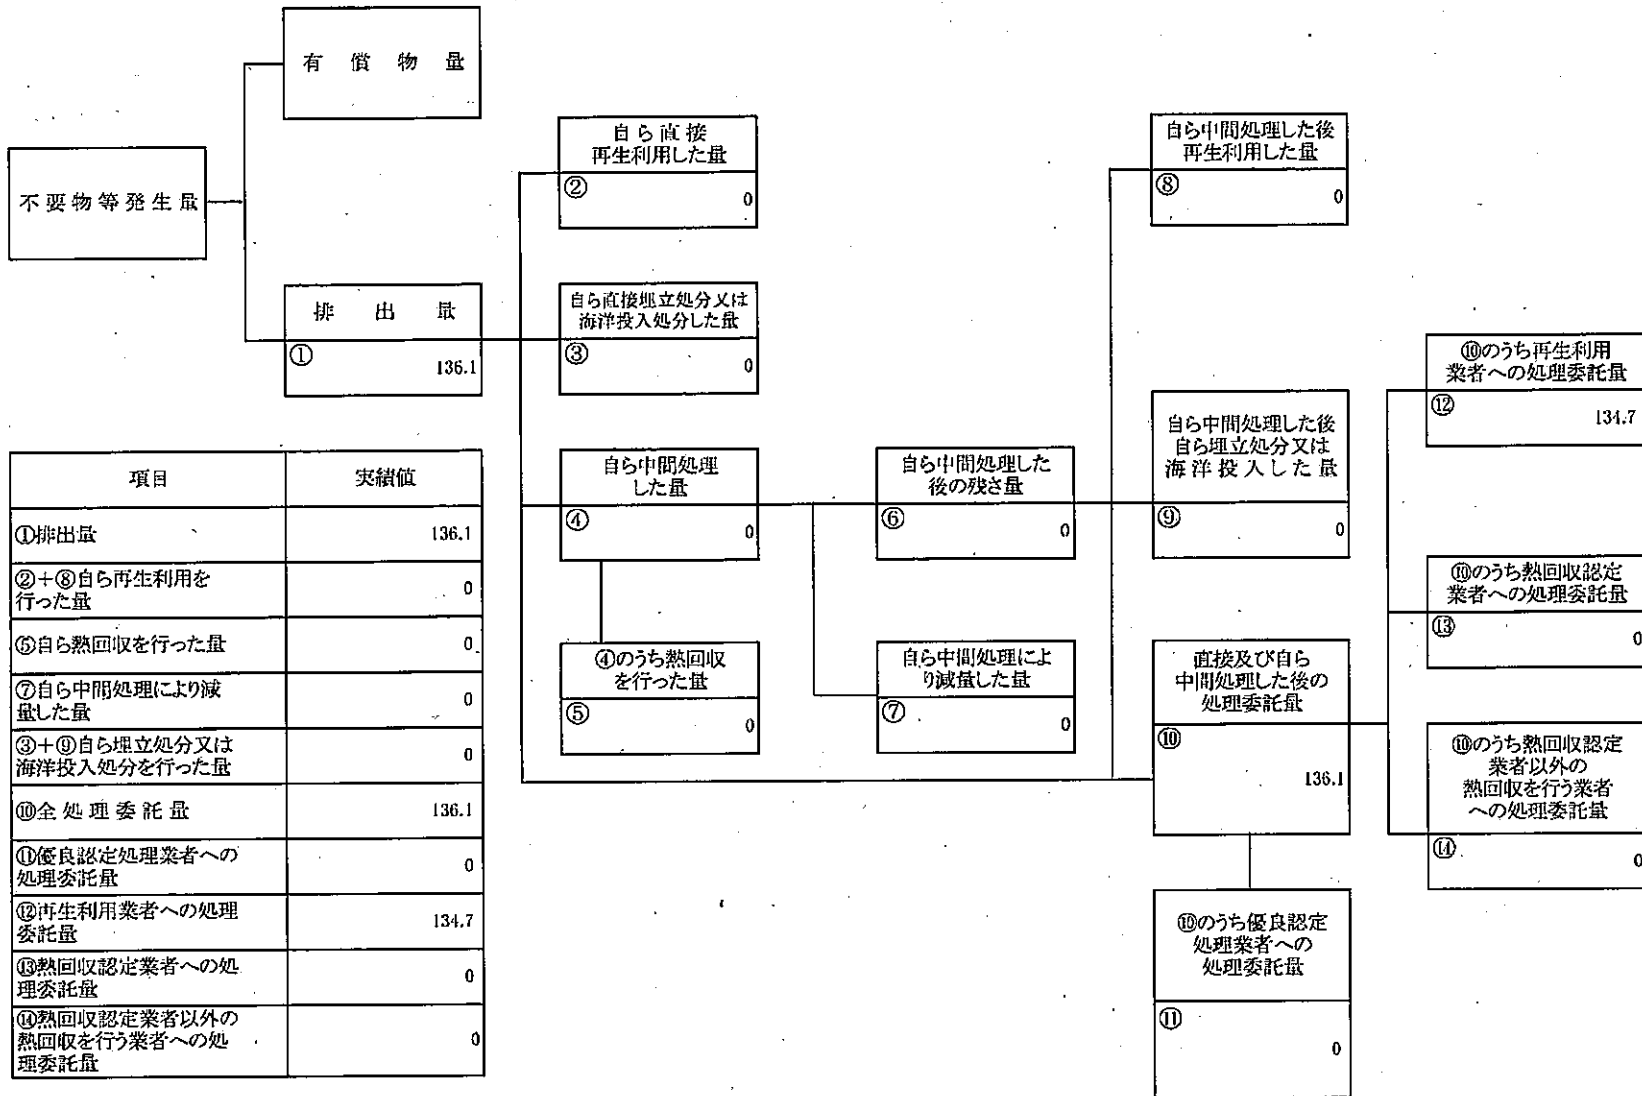 有償物量
不要物等発生量
排出量
①
136.1
自ら直接
再生利用した量
②
0
自ら直接埋立処分又は
海洋投入処分した量
③
0
自ら中間処理
した量
④
0
④のうち熱回収
を行った量
⑤
0
自ら中間処理した
後の残さ量
⑥
0
自ら中間処理によ
り減量した量
⑦
0
自ら中間処理した後
再生利用した量
⑧
0
自ら中間処理した後
自ら埋立処分又は
海洋投入した量
⑨
0
直接及び自ら
中間処理した後の
処理委託量
⑩
136.1
⑩のうち優良認定
処理業者への
処理委託量
⑪
0
⑩のうち再生利用
業者への処理委託量
⑫
134.7
⑩のうち熱回収認定
業者への処理委託量
⑬
0
⑩のうち熱回収認定
業者以外の
熱回収を行う業者
への処理委託量
⑭
0
項目 実績値
①排出量 136.1
②+⑧自ら再生利用を
行った量 0
⑤自ら熱回収を行った量 0
⑦自ら中間処理により減
量した量 0
③+⑨自ら埋立処分又は
海洋投入処分を行った量 0
⑩全処理委託量 136.1
⑪優良認定処理業者への
処理委託量 0
⑫再生利用業者への処理
委託量 134.7
⑬熱回収認定業者への処
理委託量 0
⑭熱回収認定業者以外の
熱回収を行う業者への処
理委託量 0